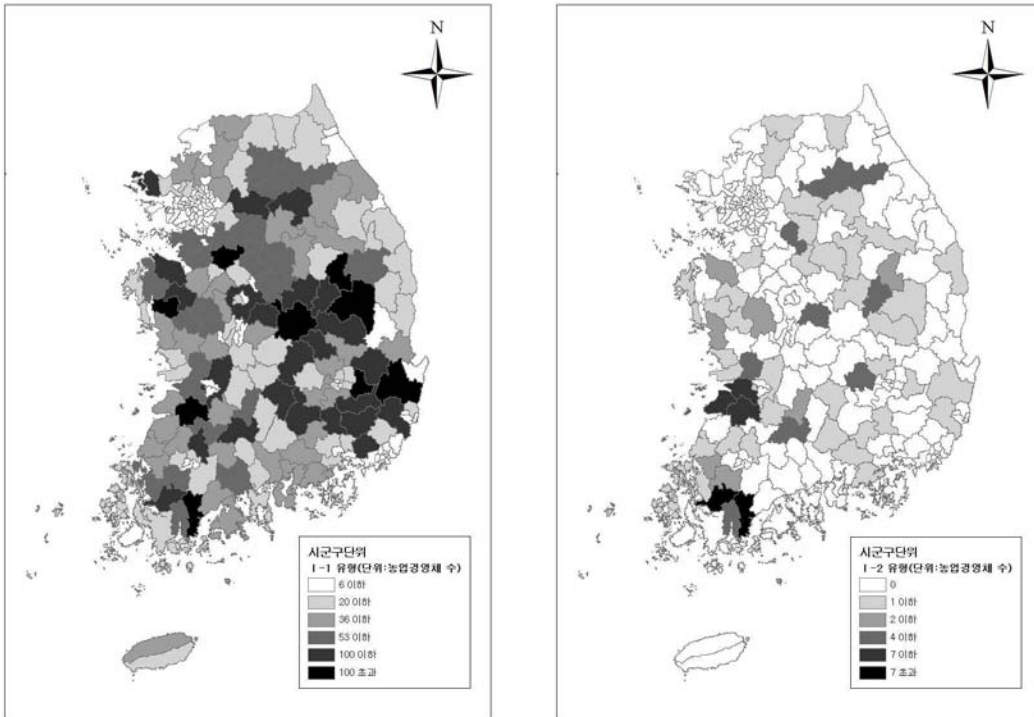 N
시군구단위
Ⅰ-1 유형(단위:농업경영체 수)
6 이하
20 이하
36 이하
53 이하
100 이하
100 초과
N
시군구단위
Ⅰ-2 유형(단위:농업경영체 수)
0
1 이하
2 이하
4 이하
7 이하
7 초과